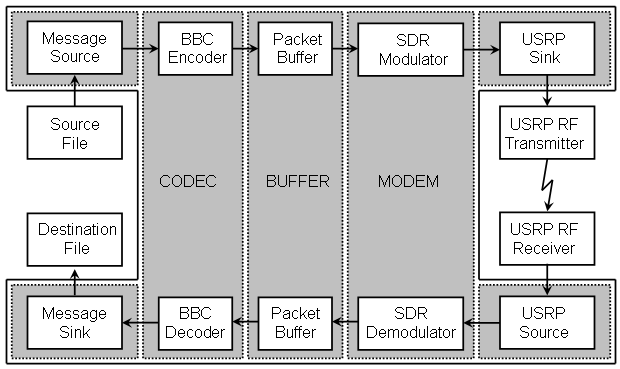 Message
Source
BBC
Encoder
Packet
Buffer
SDR
Modulator
USRP
Sink
Source
File
USRP RF
Transmitter
CODEC
BUFFER
MODEM
Destination
File
USRP RF
Receiver
Message
Sink
BBC
Decoder
Packet
Buffer
SDR
Demodulator
USRP
Source